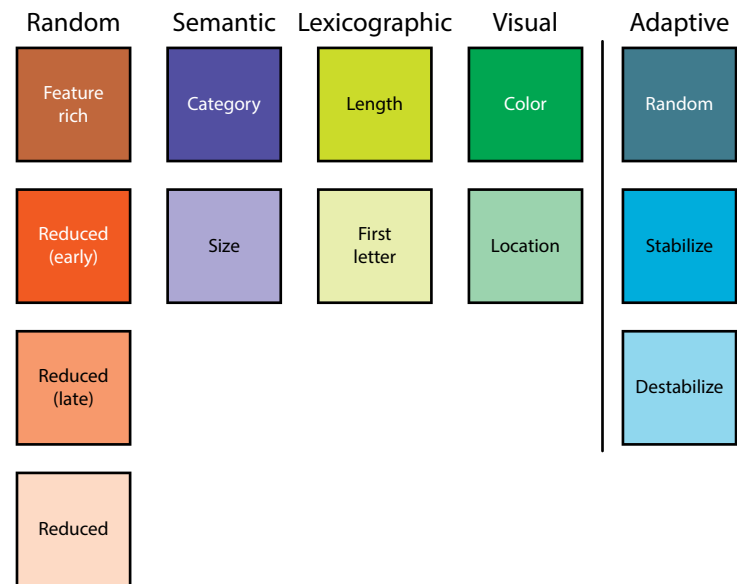 Random Semantic Lexicographic Visual Adaptive
Feature
rich
Category
Length
Color
Random
Reduced
(early)
Size
First
letter
Location
Stabilize
Reduced
(late)
Destabilize
Reduced